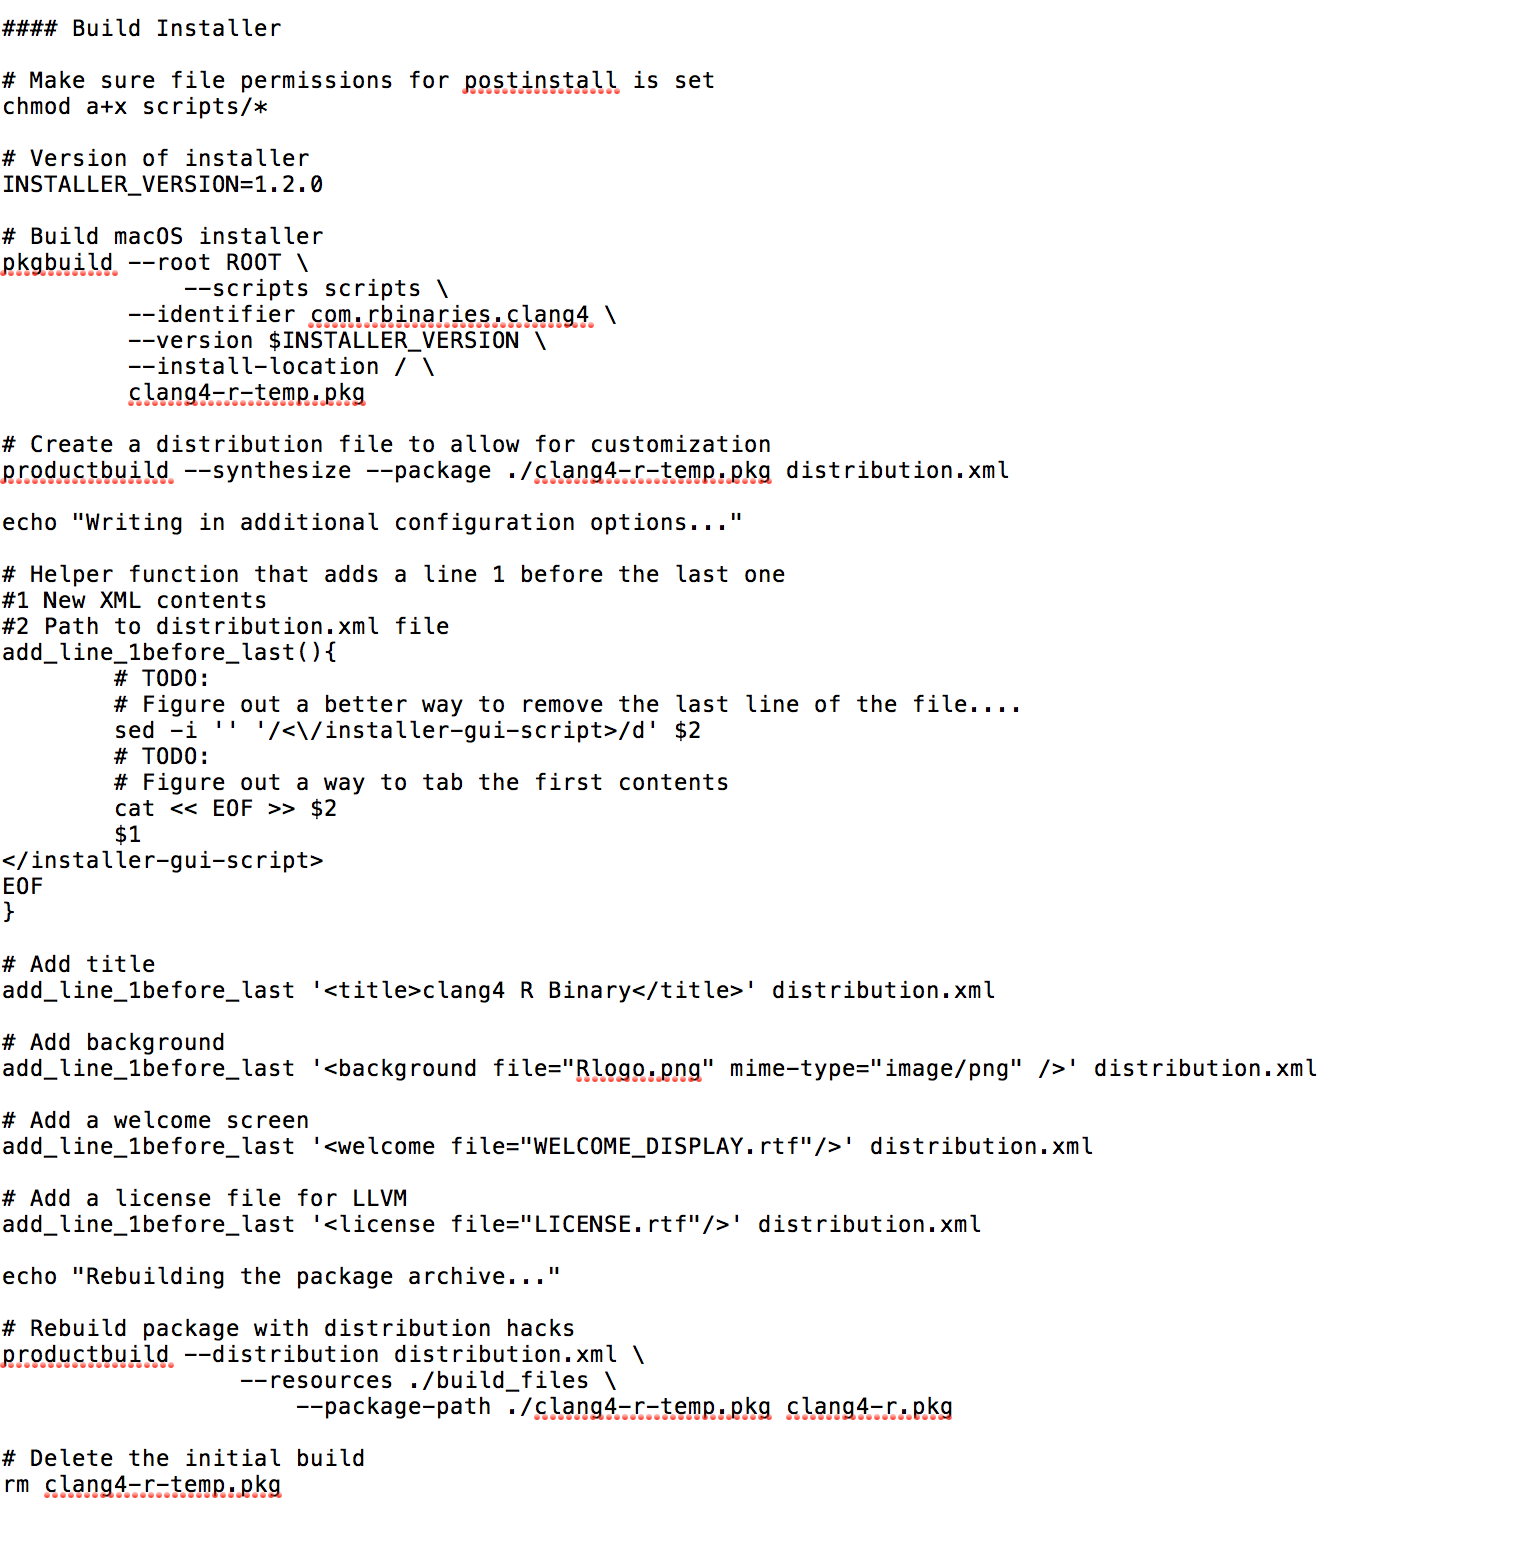 #### Build Installer

# Make sure file permissions for postinstall is set
chmod a+x scripts/*

# Version of installer
INSTALLER_VERSION=1.2.0

# Build macOS installer
pkgbuild --root ROOT \
             --scripts scripts \
         --identifier com.rbinaries.clang4 \
         --version $INSTALLER_VERSION \
         --install-location / \
         clang4-r-temp.pkg

# Create a distribution file to allow for customization
productbuild --synthesize --package ./clang4-r-temp.pkg distribution.xml

echo "Writing in additional configuration options..."

# Helper function that adds a line 1 before the last one
#1 New XML contents
#2 Path to distribution.xml file
add_line_1before_last(){
        # TODO:
        # Figure out a better way to remove the last line of the file....
        sed -i '' '/<\/installer-gui-script>/d' $2
        # TODO:
        # Figure out a way to tab the first contents
        cat << EOF >> $2
        $1
</installer-gui-script>
EOF
}

# Add title
add_line_1before_last '<title>clang4 R Binary</title>' distribution.xml

# Add background
add_line_1before_last '<background file="Rlogo.png" mime-type="image/png" />' distribution.xml

# Add a welcome screen
add_line_1before_last '<welcome file="WELCOME_DISPLAY.rtf"/>' distribution.xml

# Add a license file for LLVM
add_line_1before_last '<license file="LICENSE.rtf"/>' distribution.xml

echo "Rebuilding the package archive..."

# Rebuild package with distribution hacks
productbuild --distribution distribution.xml \
                 --resources ./build_files \
                     --package-path ./clang4-r-temp.pkg clang4-r.pkg

# Delete the initial build
rm clang4-r-temp.pkg